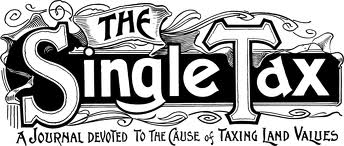 THE
Single Tax
A JOURNAL DEVOTED TO THE CAUSE OF TAXING LAND VALUES